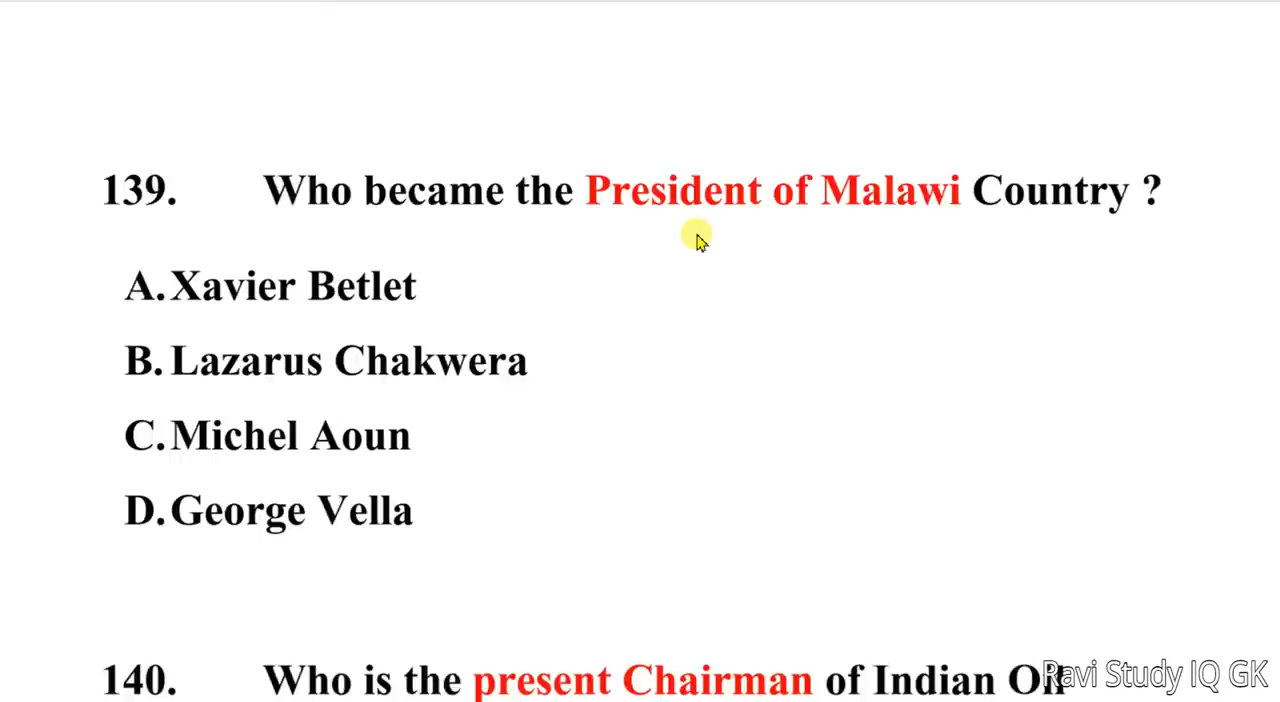 139. Who became the President of Malawi Country ?
A. Xavier Betlet
B. Lazarus Chakwera
C. Michel Aoun
D. George Vella
140. Who is the present Chairman of Indian Oil
Ravi Study IQ GK